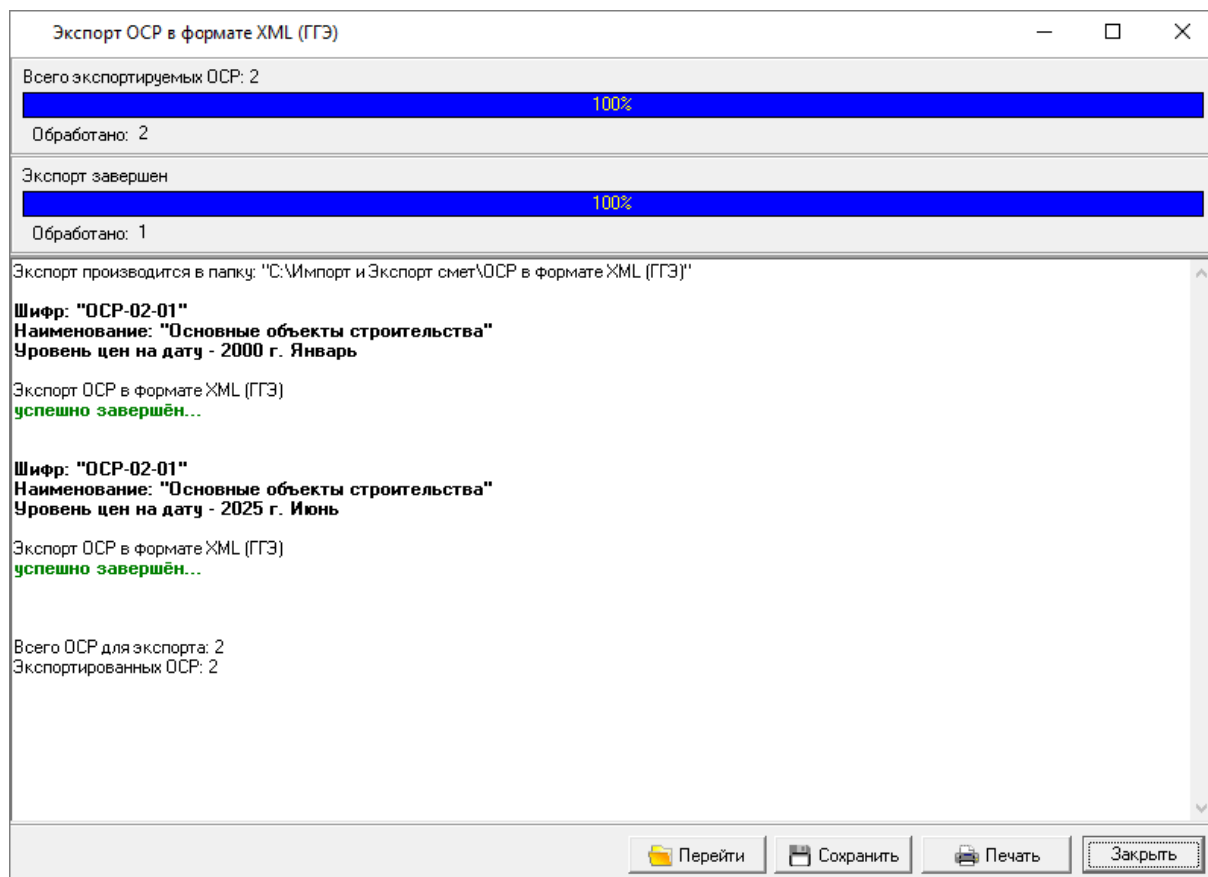 Экспорт ОСР в формате XML (ГГЭ)
Всего экспортируемых ОСР: 2
100%
Обработано: 2
Экспорт завершен
100%
Обработано: 1
Экспорт производится в папку: "C:\Импорт и Экспорт смет\ОСР в формате XML (ГГЭ)"
Шифр: "ОСР-02-01"
Наименование: "Основные объекты строительства"
Уровень цен на дату - 2000 г. Январь
Экспорт ОСР в формате XML (ГГЭ)
успешно завершён...
Шифр: "ОСР-02-01"
Наименование: "Основные объекты строительства"
Уровень цен на дату - 2025 г. Июнь
Экспорт ОСР в формате XML (ГГЭ)
успешно завершён...
Всего ОСР для экспорта: 2
Экспортированных ОСР: 2
Перейти Сохранить Печать Закрыть